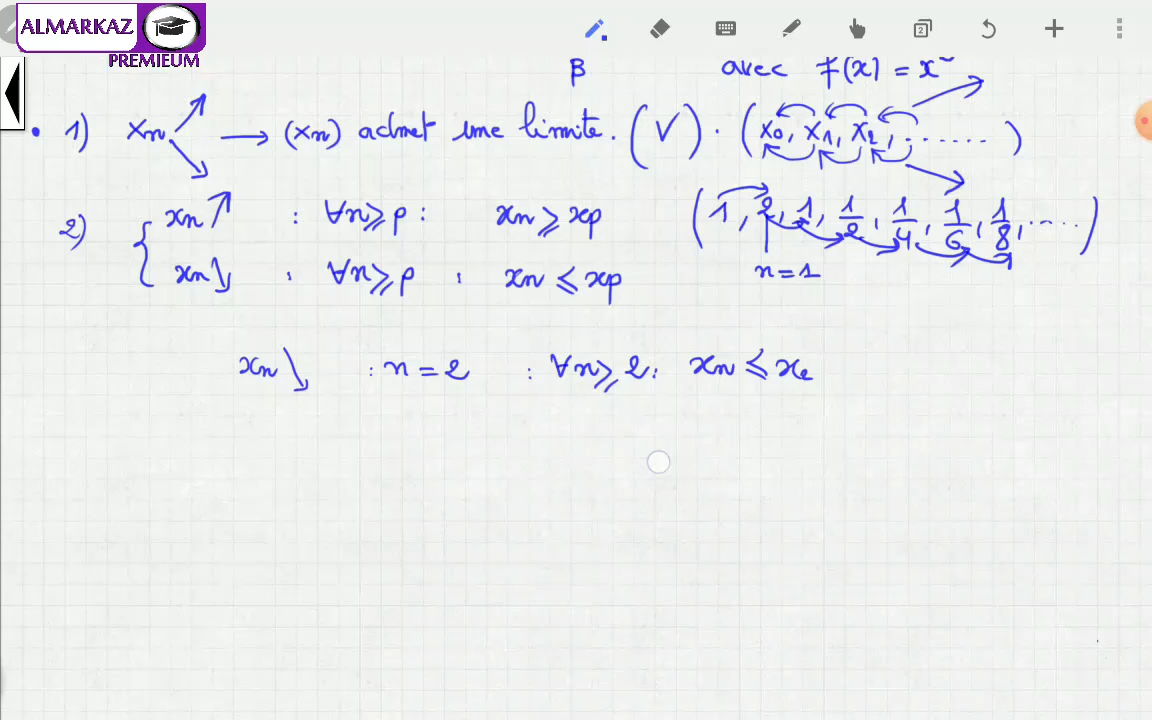 ALMARKAZ
PREMIEUM
β avec f(x) = x
• 1) xn → (xn) admet une limite. (V) . (x0, x1, x2, ........)
2) { xn ↗ : ∀n ≥ p : xn ≥ xp (1, 2, 1, 1/2, 1/4, 1/6, 1/8, ....)
xn ↘ : ∀n ≥ p : xn ≤ xp n = 1
xn ↘ : n = 2 : ∀n ≥ 2 : xn ≤ x2